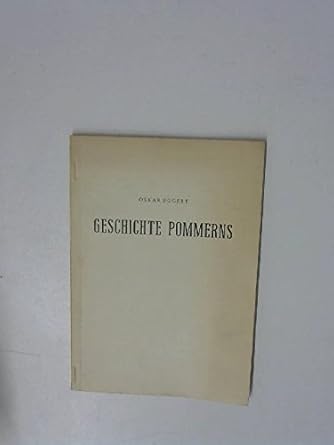 OSKAR EGGERT
GESCHICHTE POMMERNS